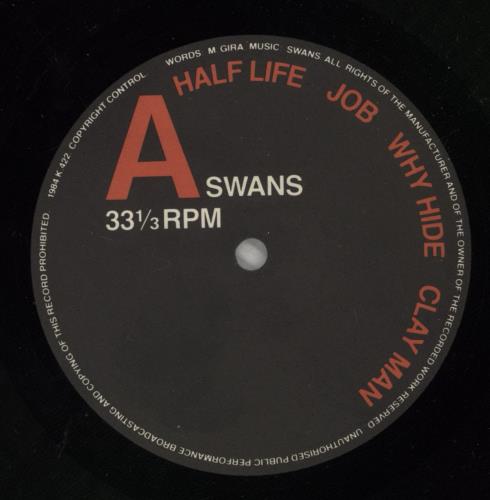 WORDS M GIRA MUSIC SWANS. ALL RIGHTS OF THE MANUFACTURER AND OF THE OWNER OF THE RECORDED WORK RESERVED UNAUTHORISED PUBLIC PERFORMANCE BROADCASTING AND COPYING OF THIS RECORD PROHIBITED 1984 K.422 COPYRIGHT CONTROL
HALF LIFE JOB WHY HIDE CLAY MAN
A SWANS
33 1/3 RPM